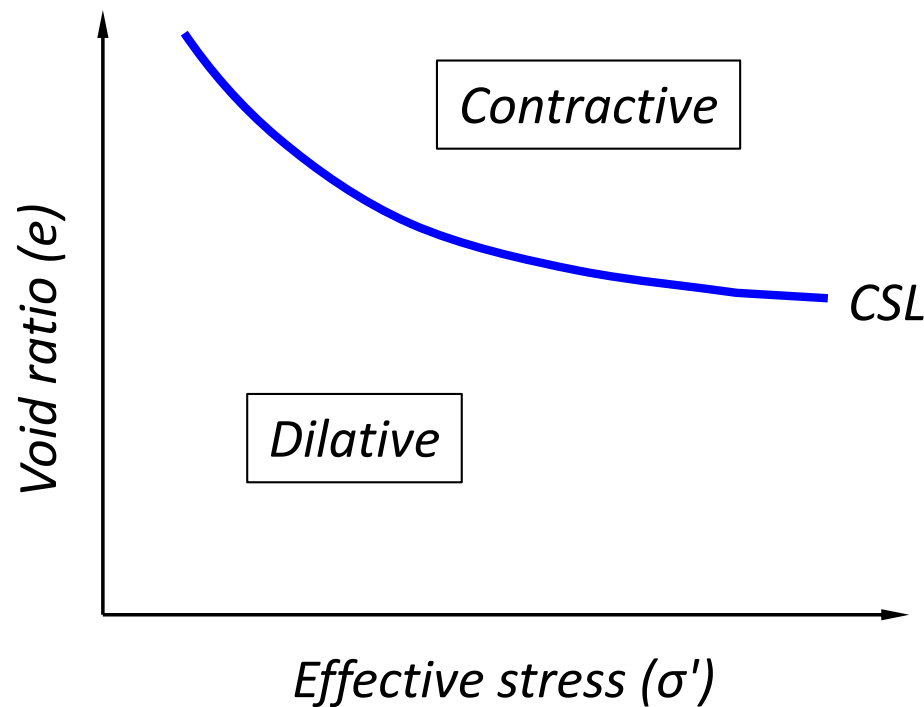 Contractive
Void ratio (e)
CSL
Dilative
Effective stress (σ')